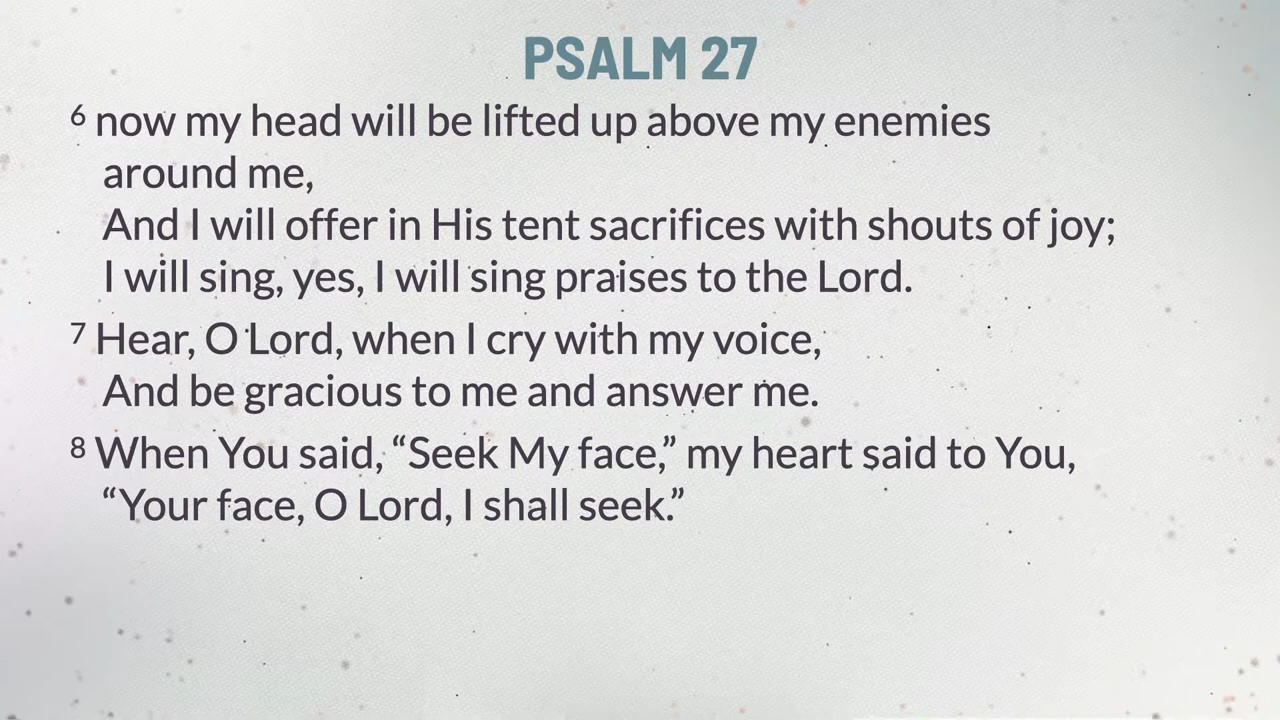 PSALM 27
6 now my head will be lifted up above my enemies
around me,
And I will offer in His tent sacrifices with shouts of joy;
I will sing, yes, I will sing praises to the Lord.
7 Hear, O Lord, when I cry with my voice,
And be gracious to me and answer me.
8 When You said, “Seek My face,” my heart said to You,
“Your face, O Lord, I shall seek.”